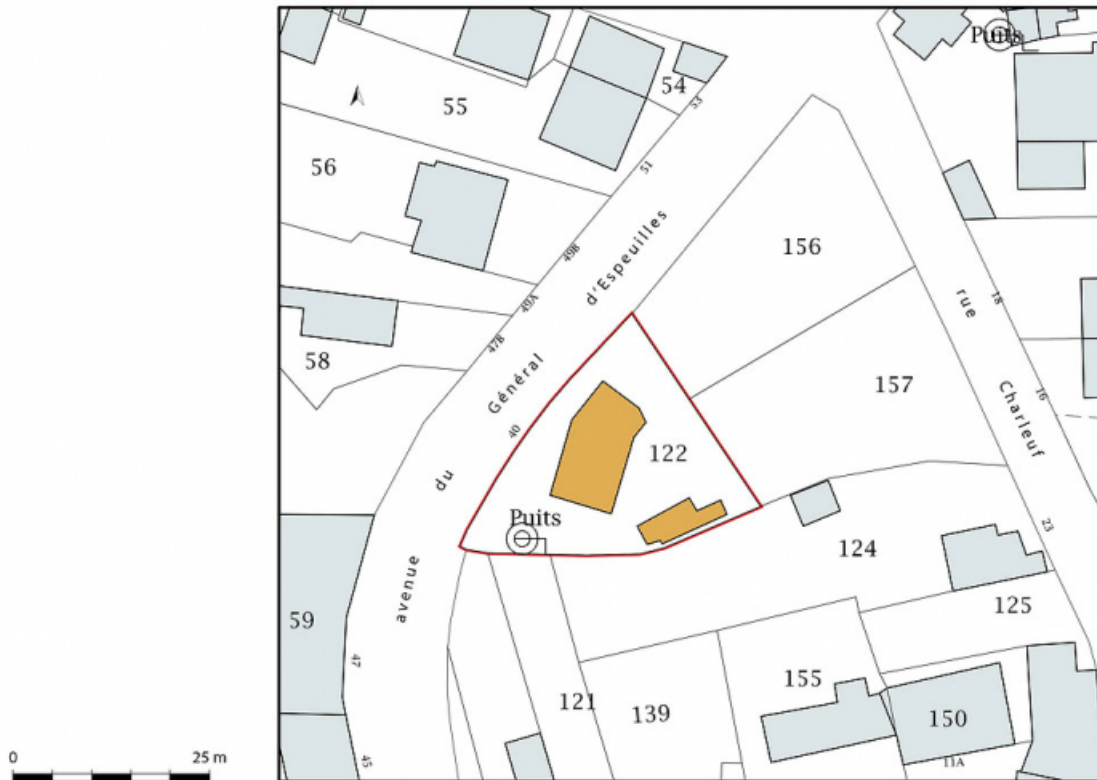 Puits
54
55
53
51
56
156
49B
d'Espeuilles
18
rue
49A
47B
58
157
16
Général
Charleuf
40
122
du
Puits
23
124
avenue
125
59
47
155
121
139
150
45
11A
0
25 m